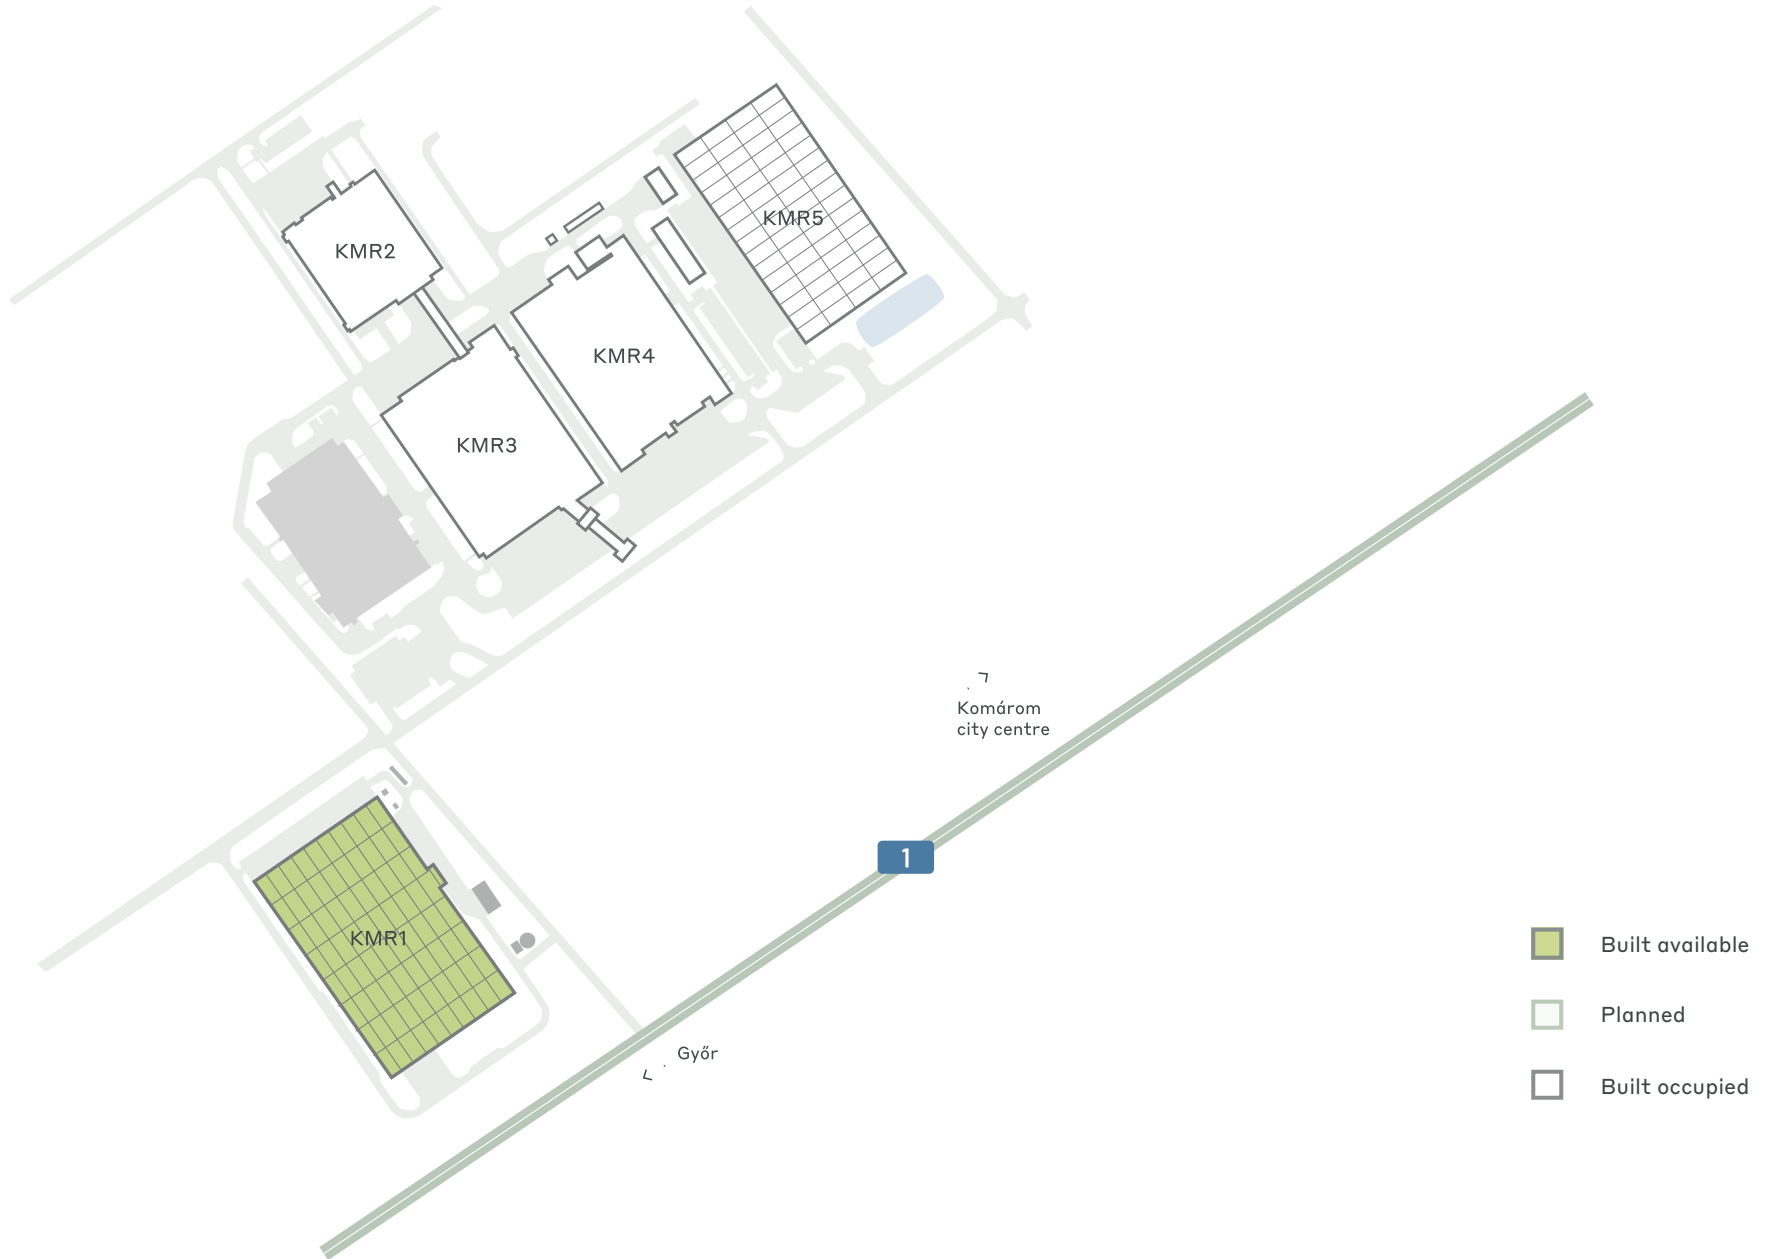 KMR5
KMR2
KMR4
KMR3
Komárom
city centre
1
KMR1
Győr
Built available
Planned
Built occupied